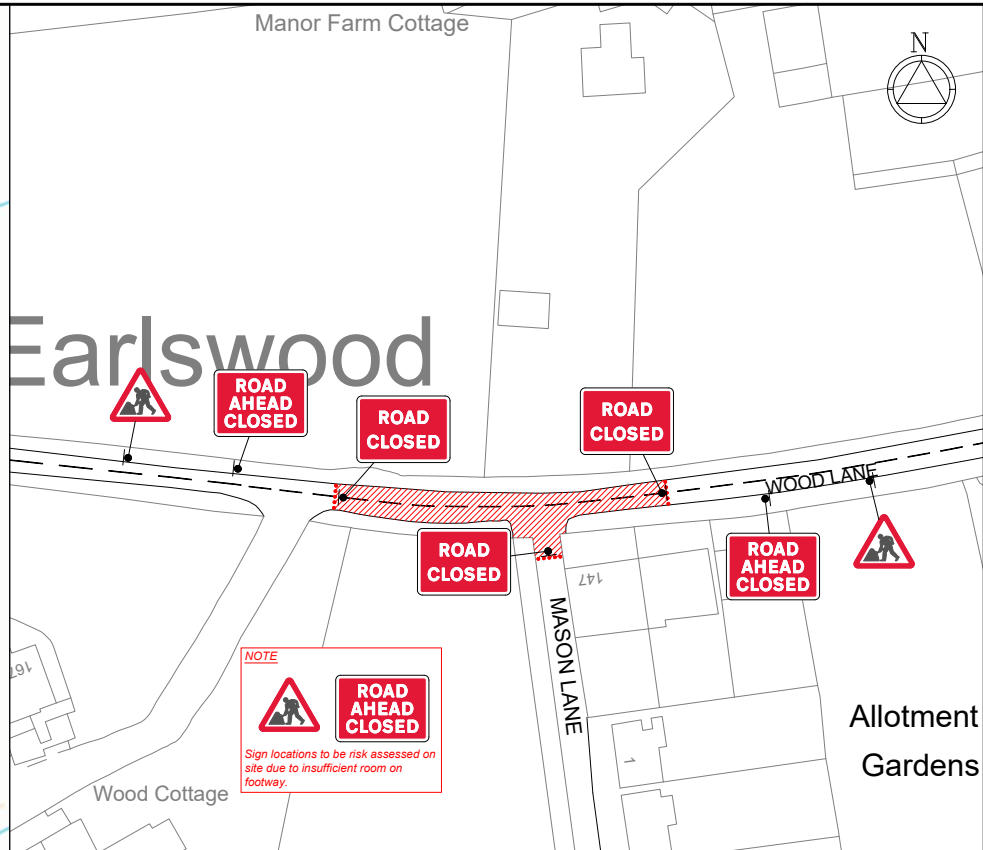 Manor Farm Cottage
N
Earlswood
ROAD
AHEAD
CLOSED
ROAD
CLOSED
ROAD
CLOSED
WOOD LANE
ROAD
CLOSED
ROAD
AHEAD
CLOSED
147
MASON LANE
167
NOTE
ROAD
AHEAD
CLOSED
Sign locations to be risk assessed on
site due to insufficient room on
footway.
1
Allotment
Gardens
Wood Cottage